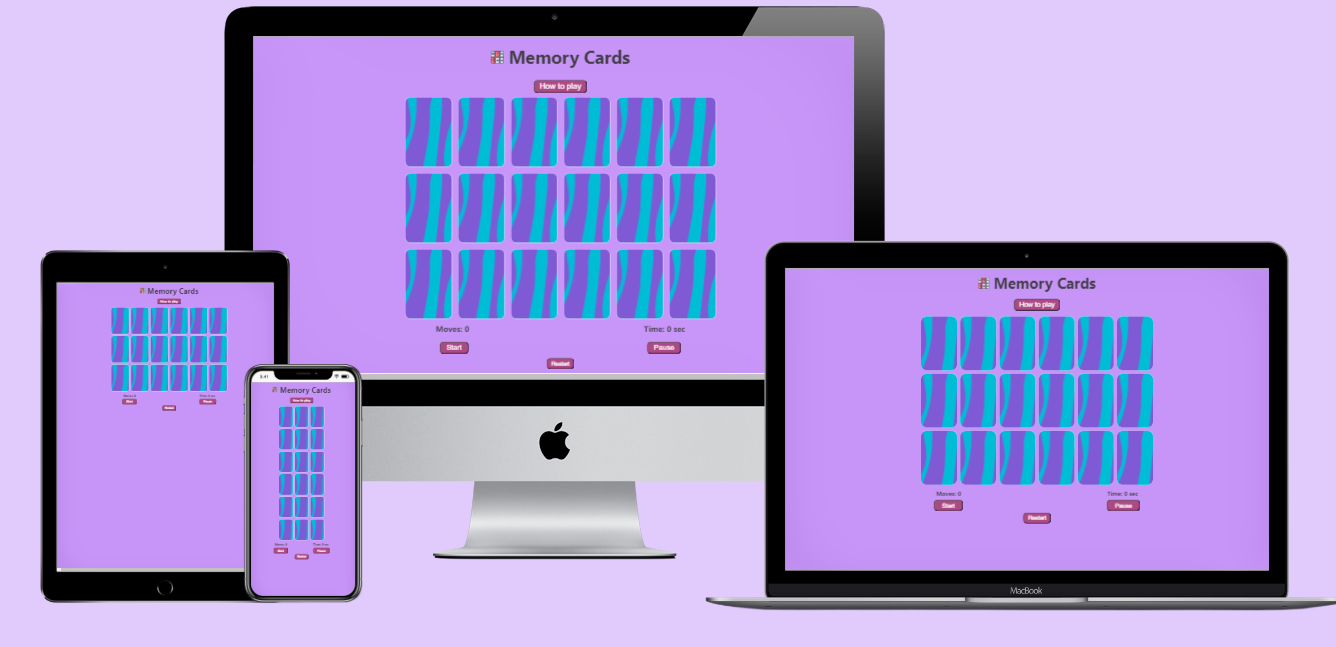 Memory Cards
How to play
Moves: 0
Time: 0 sec
Start
Pause
Restart
Memory Cards
How to play
Moves: 0
Time: 0 sec
Start
Pause
Restart
9:41
Memory Cards
How to play
Moves: 0
Time: 0 sec
Start
Pause
Restart
Memory Cards
How to play
Moves: 0
Time: 0 sec
Start
Pause
Restart
MacBook